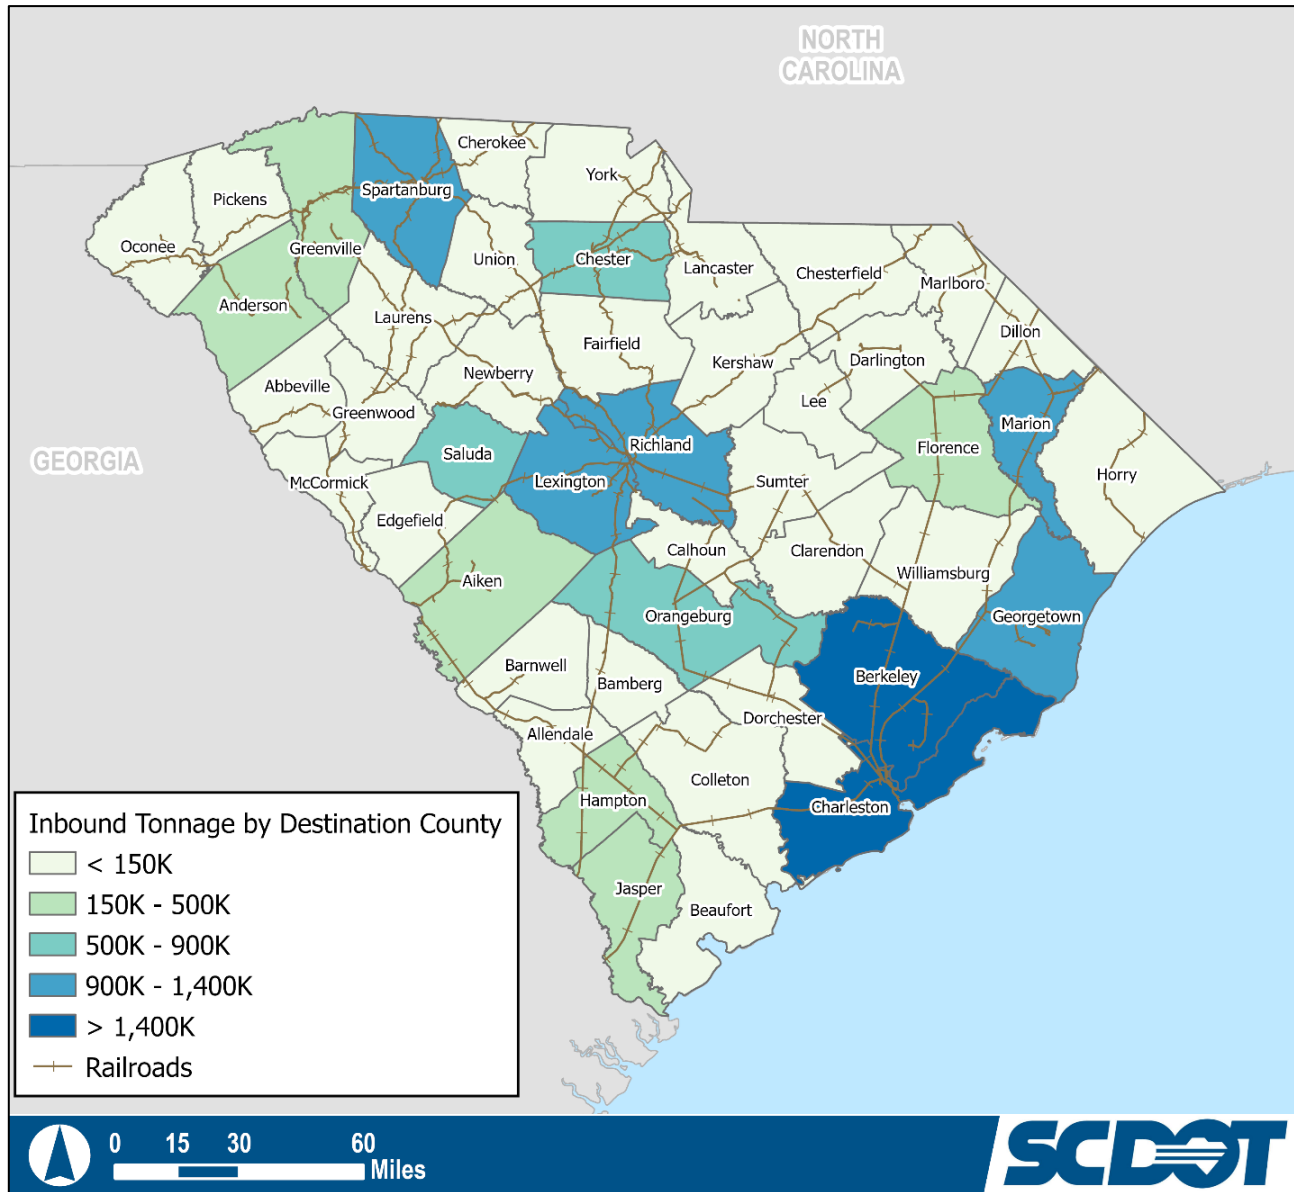 NORTH
CAROLINA
Cherokee
York
Spartanburg
Pickens
Oconee
Greenville
Union
Chester
Lancaster
Chesterfield
Marlboro
Anderson
Laurens
Fairfield
Dillon
Kershaw
Darlington
Newberry
Abbeville
Greenwood
Lee
Marion
Richland
Florence
Saluda
GEORGIA
Lexington
Horry
McCormick
Sumter
Edgefield
Calhoun
Clarendon
Williamsburg
Aiken
Orangeburg
Georgetown
Barnwell
Berkeley
Bamberg
Dorchester
Allendale
Colleton
Hampton
Charleston
Jasper
Beaufort
Inbound Tonnage by Destination County
< 150K
150K - 500K
500K - 900K
900K - 1,400K
> 1,400K
Railroads
0 15 30 60
Miles
SCDOT